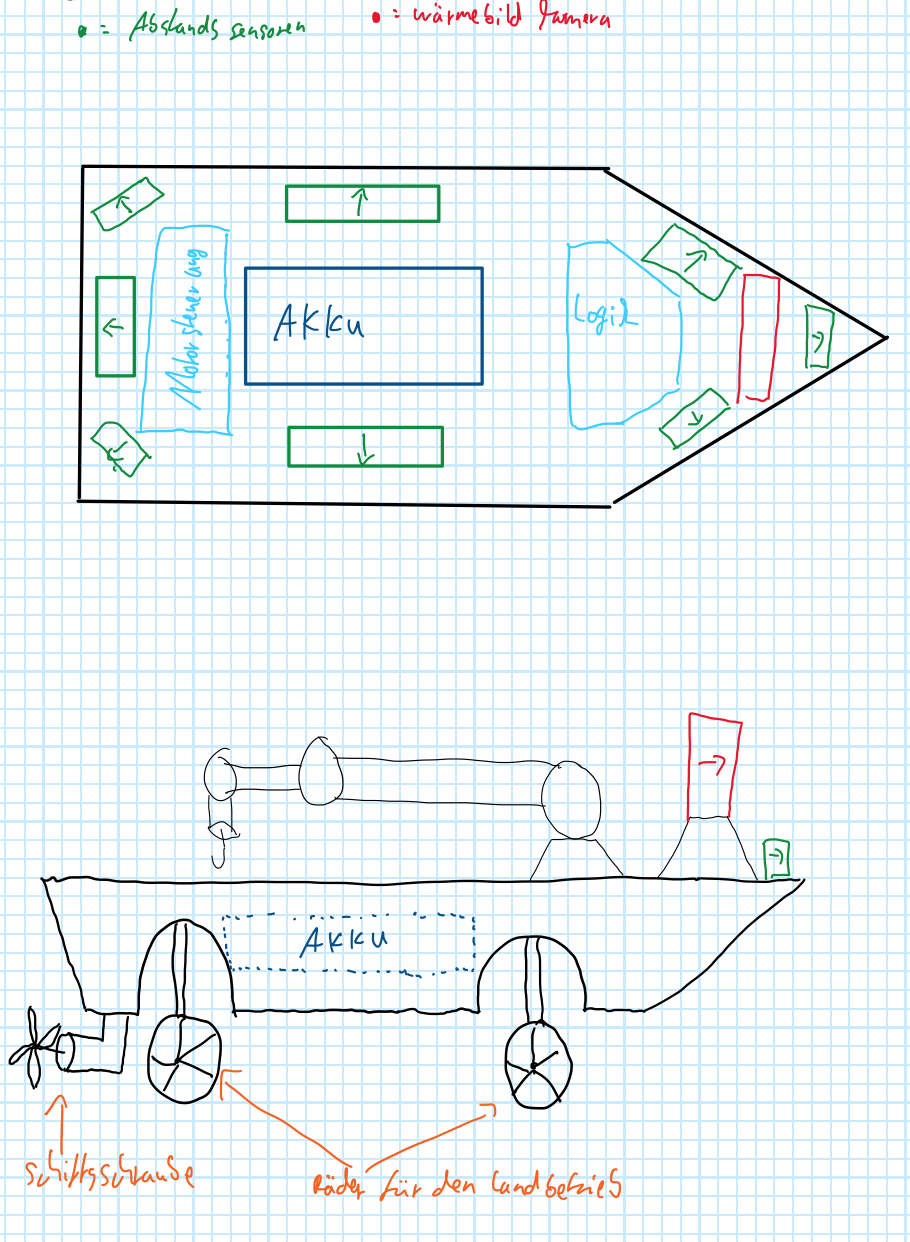 = Abstands sensoren
= wärmebild kamera
Motorsteuerung
Akku
Logik
Akku
Schiffsschraube
Räder für den Landbetrieb